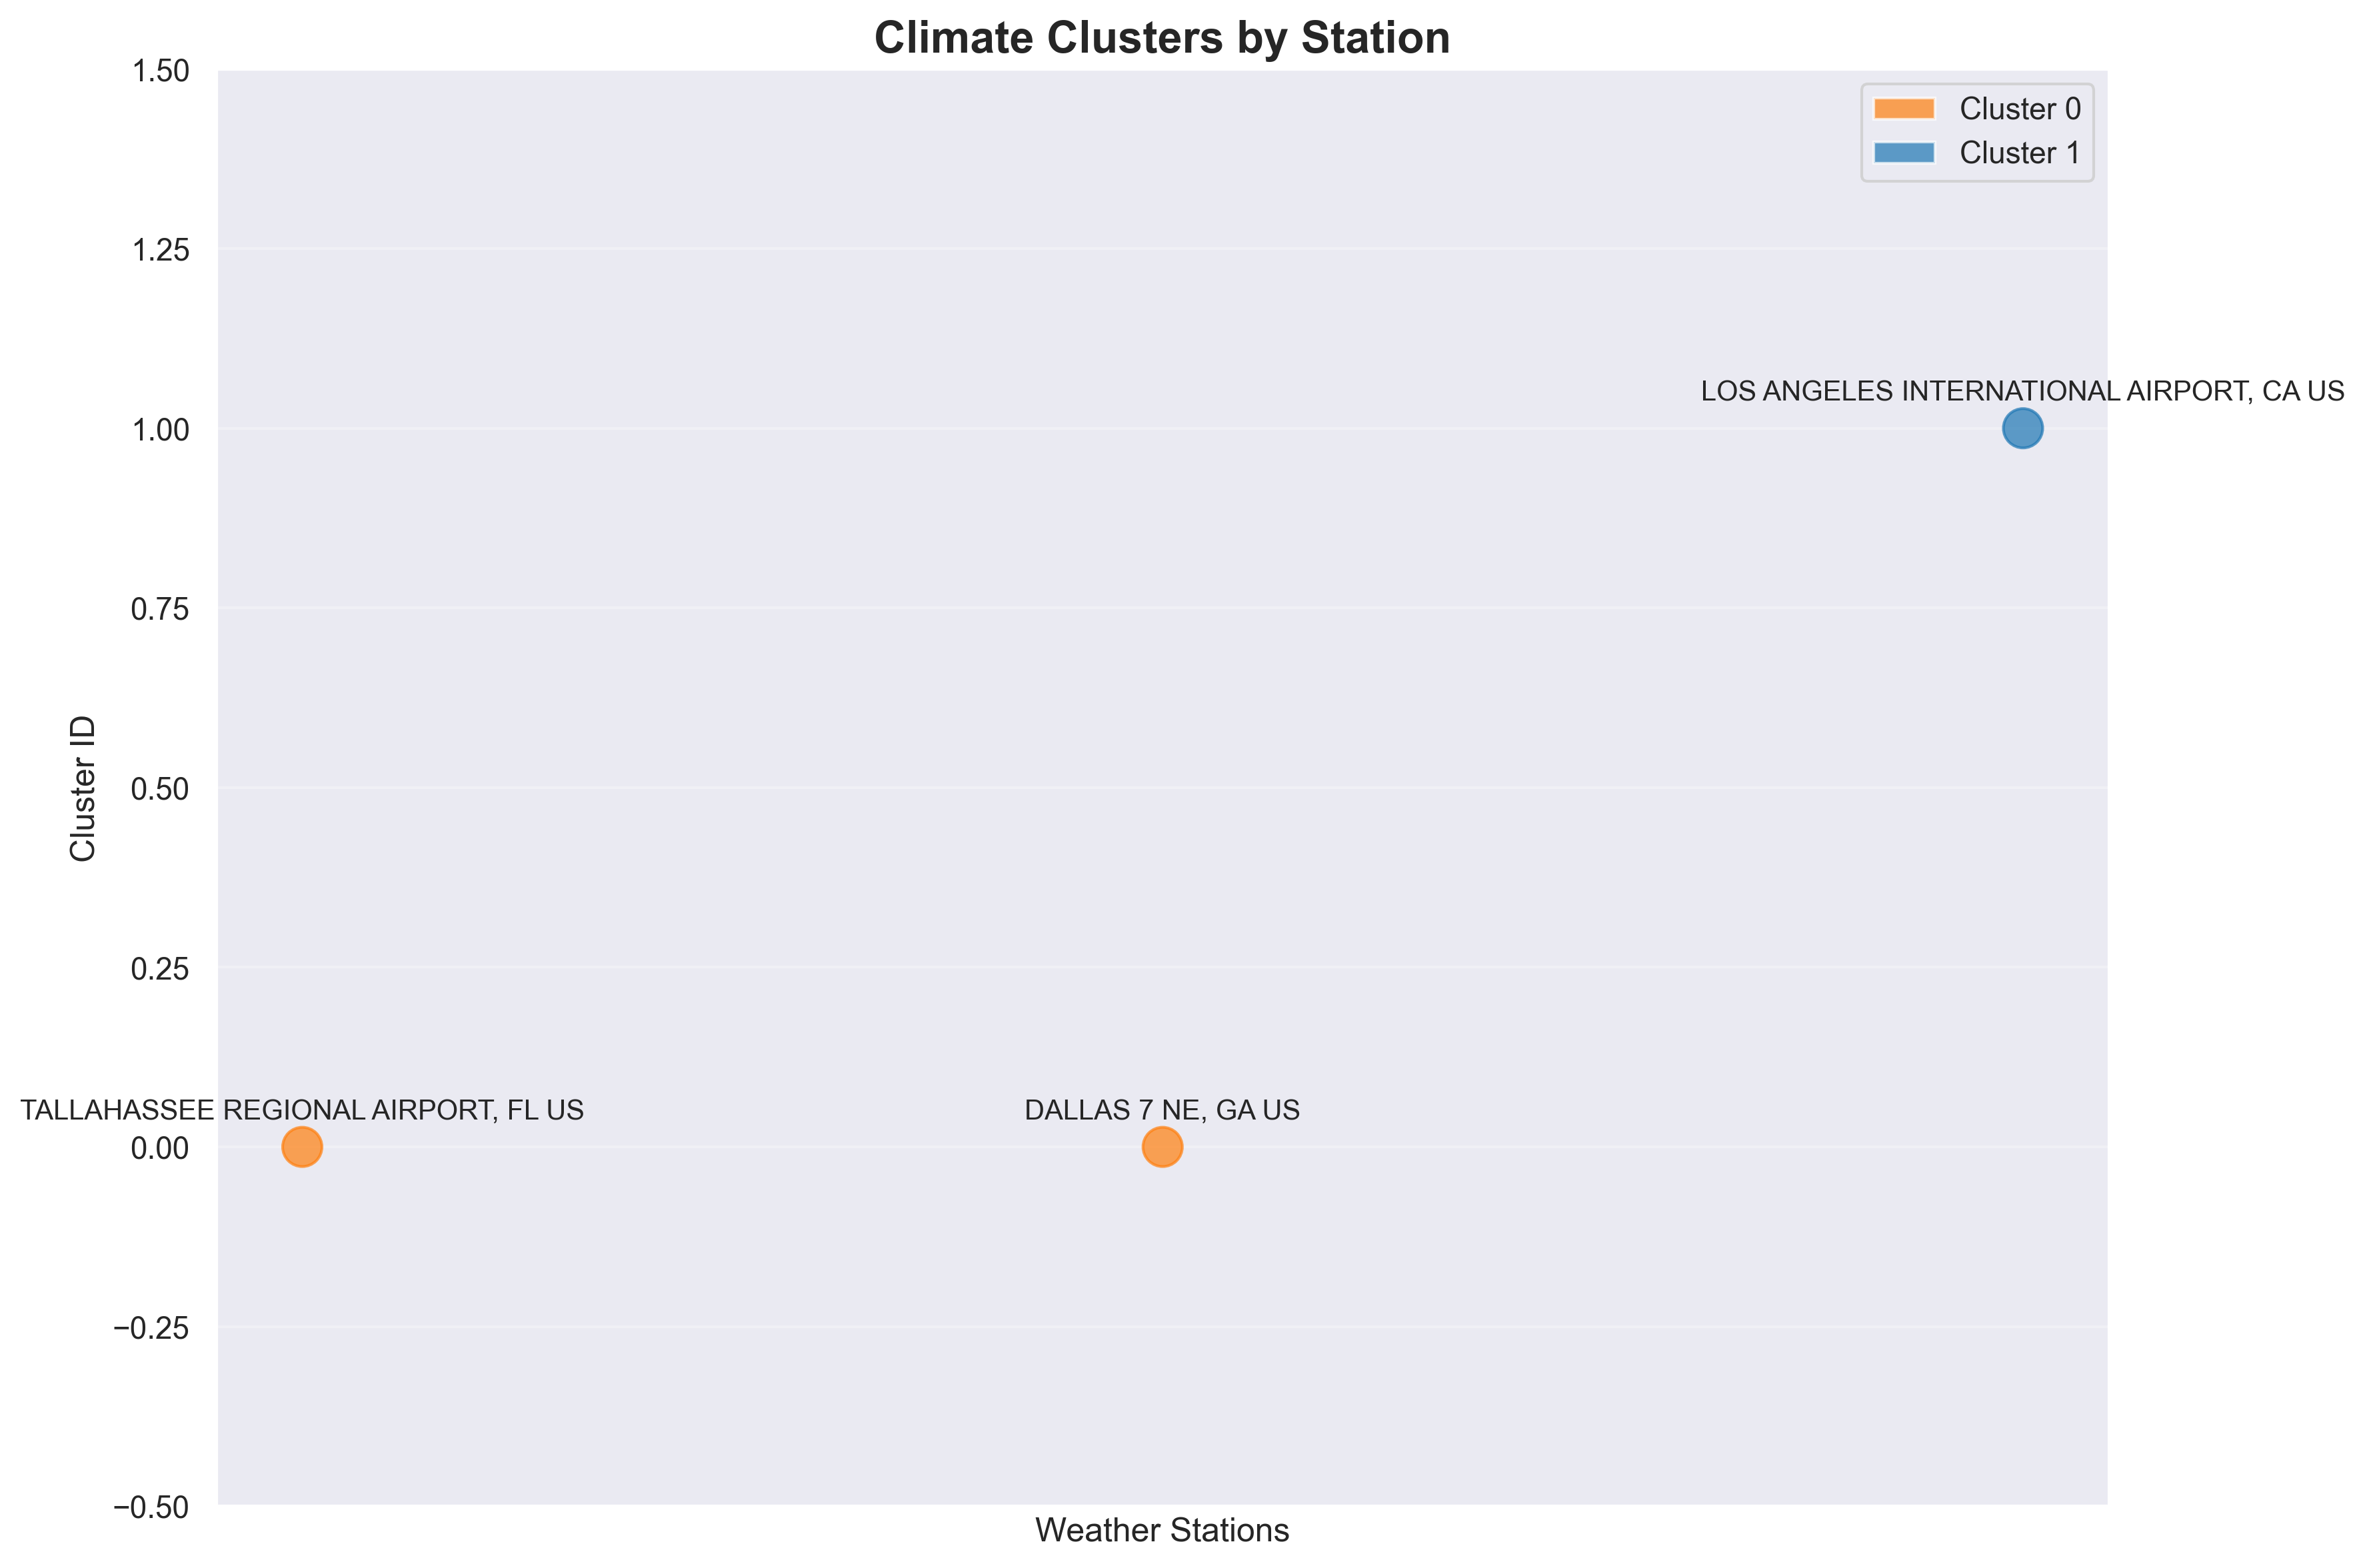 Climate Clusters by Station
1.50
1.25
1.00
0.75
0.50
0.25
0.00
−0.25
−0.50
Cluster ID
Cluster 0
Cluster 1
LOS ANGELES INTERNATIONAL AIRPORT, CA US
TALLAHASSEE REGIONAL AIRPORT, FL US
DALLAS 7 NE, GA US
Weather Stations